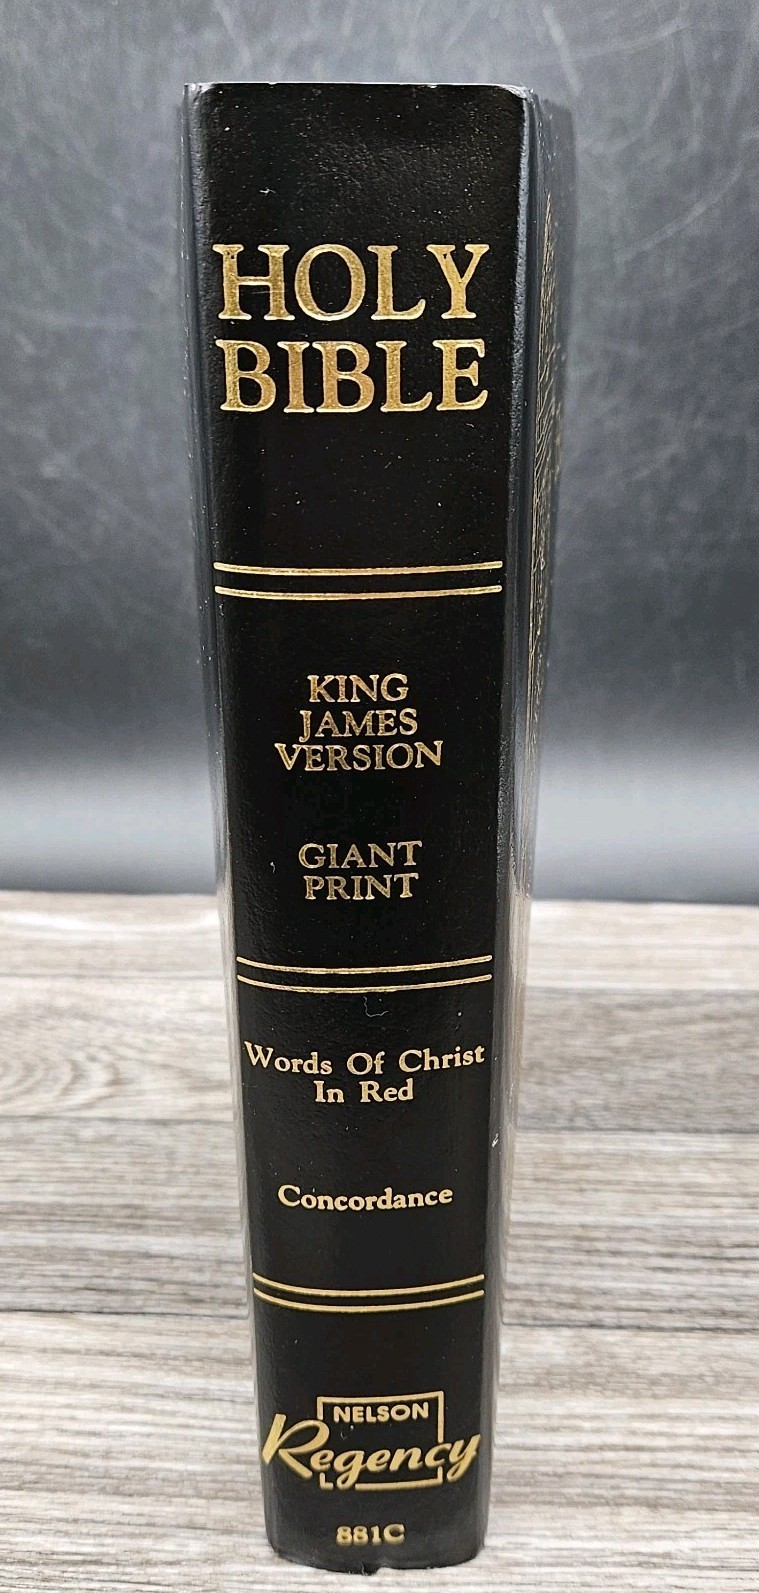 HOLY
BIBLE
KING
JAMES
VERSION
GIANT
PRINT
Words Of Christ
In Red
Concordance
NELSON
Regency
881C